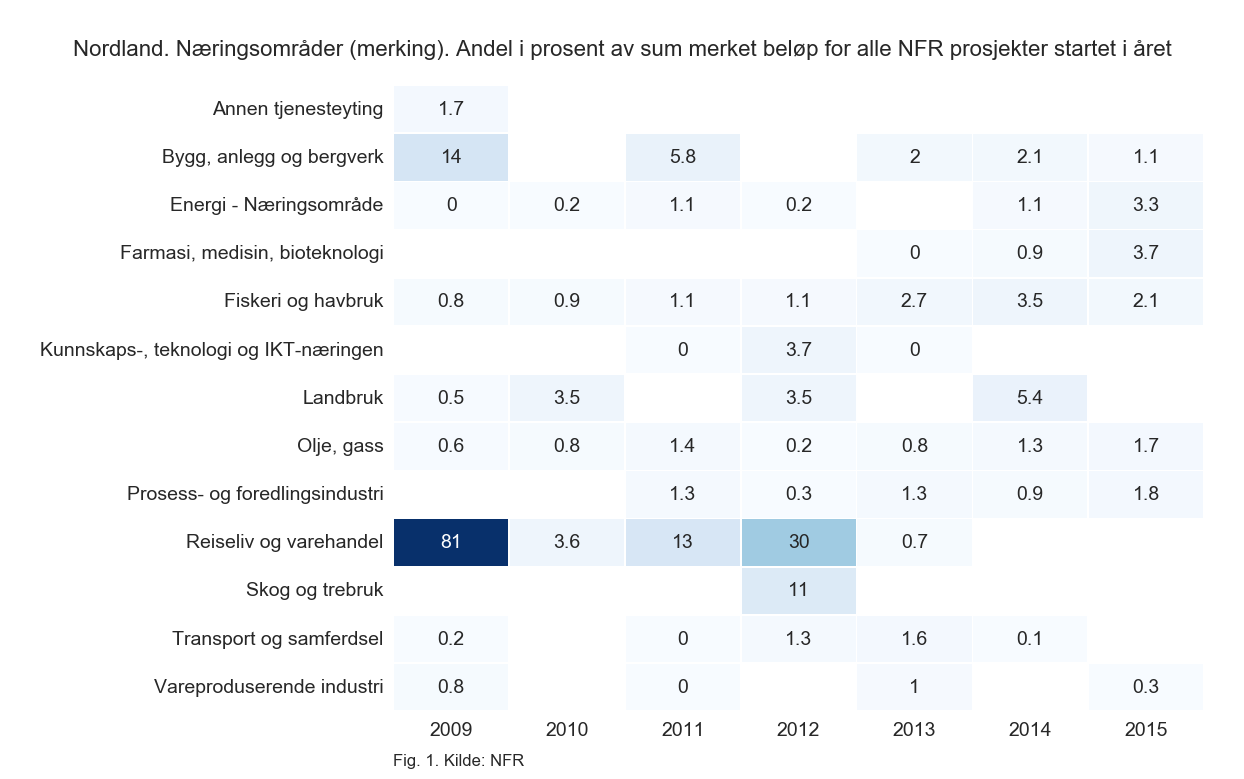 Nordland. Næringsområder (merking). Andel i prosent av sum merket beløp for alle NFR prosjekter startet i året
Annen tjenesteyting 1.7
Bygg, anlegg og bergverk 14 5.8 2 2.1 1.1
Energi - Næringsområde 0 0.2 1.1 0.2 1.1 3.3
Farmasi, medisin, bioteknologi 0 0.9 3.7
Fiskeri og havbruk 0.8 0.9 1.1 1.1 2.7 3.5 2.1
Kunnskaps-, teknologi og IKT-næringen 0 3.7 0
Landbruk 0.5 3.5 3.5 5.4
Olje, gass 0.6 0.8 1.4 0.2 0.8 1.3 1.7
Prosess- og foredlingsindustri 1.3 0.3 1.3 0.9 1.8
Reiseliv og varehandel 81 3.6 13 30 0.7
Skog og trebruk 11
Transport og samferdsel 0.2 0 1.3 1.6 0.1
Vareproduserende industri 0.8 0 1 0.3
2009 2010 2011 2012 2013 2014 2015
Fig. 1. Kilde: NFR